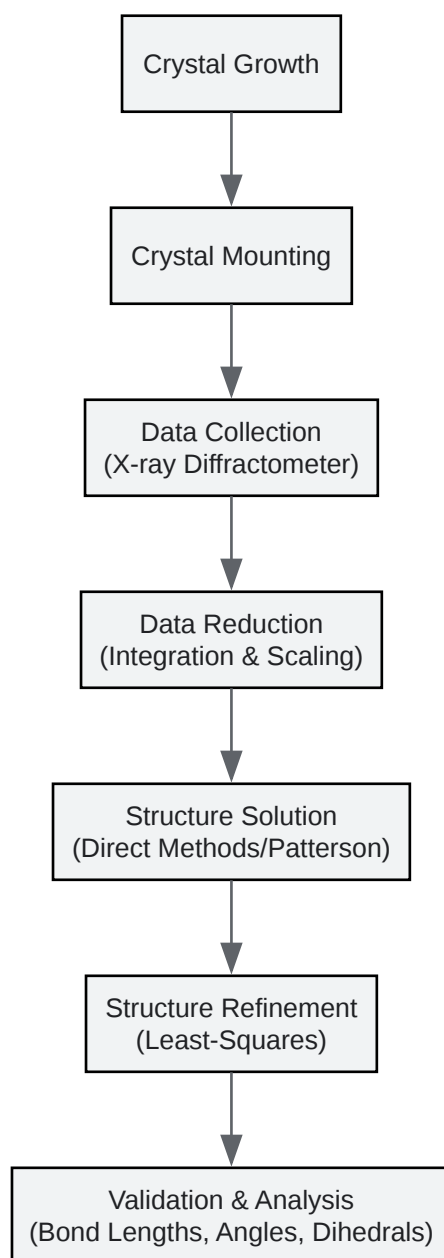 Crystal Growth
Crystal Mounting
Data Collection
(X-ray Diffractometer)
Data Reduction
(Integration & Scaling)
Structure Solution
(Direct Methods/Patterson)
Structure Refinement
(Least-Squares)
Validation & Analysis
(Bond Lengths, Angles, Dihedrals)